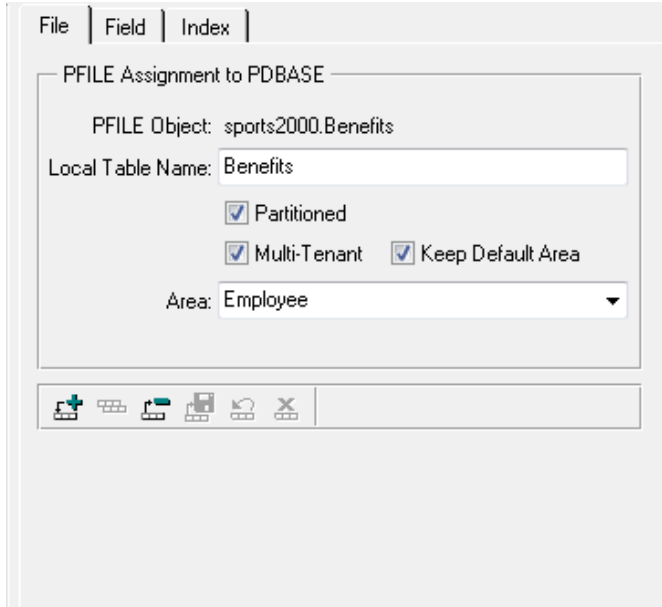 File Field Index
PFILE Assignment to PDBASE
PFILE Object: sports2000.Benefits
Local Table Name: Benefits
Partitioned
Multi-Tenant Keep Default Area
Area: Employee